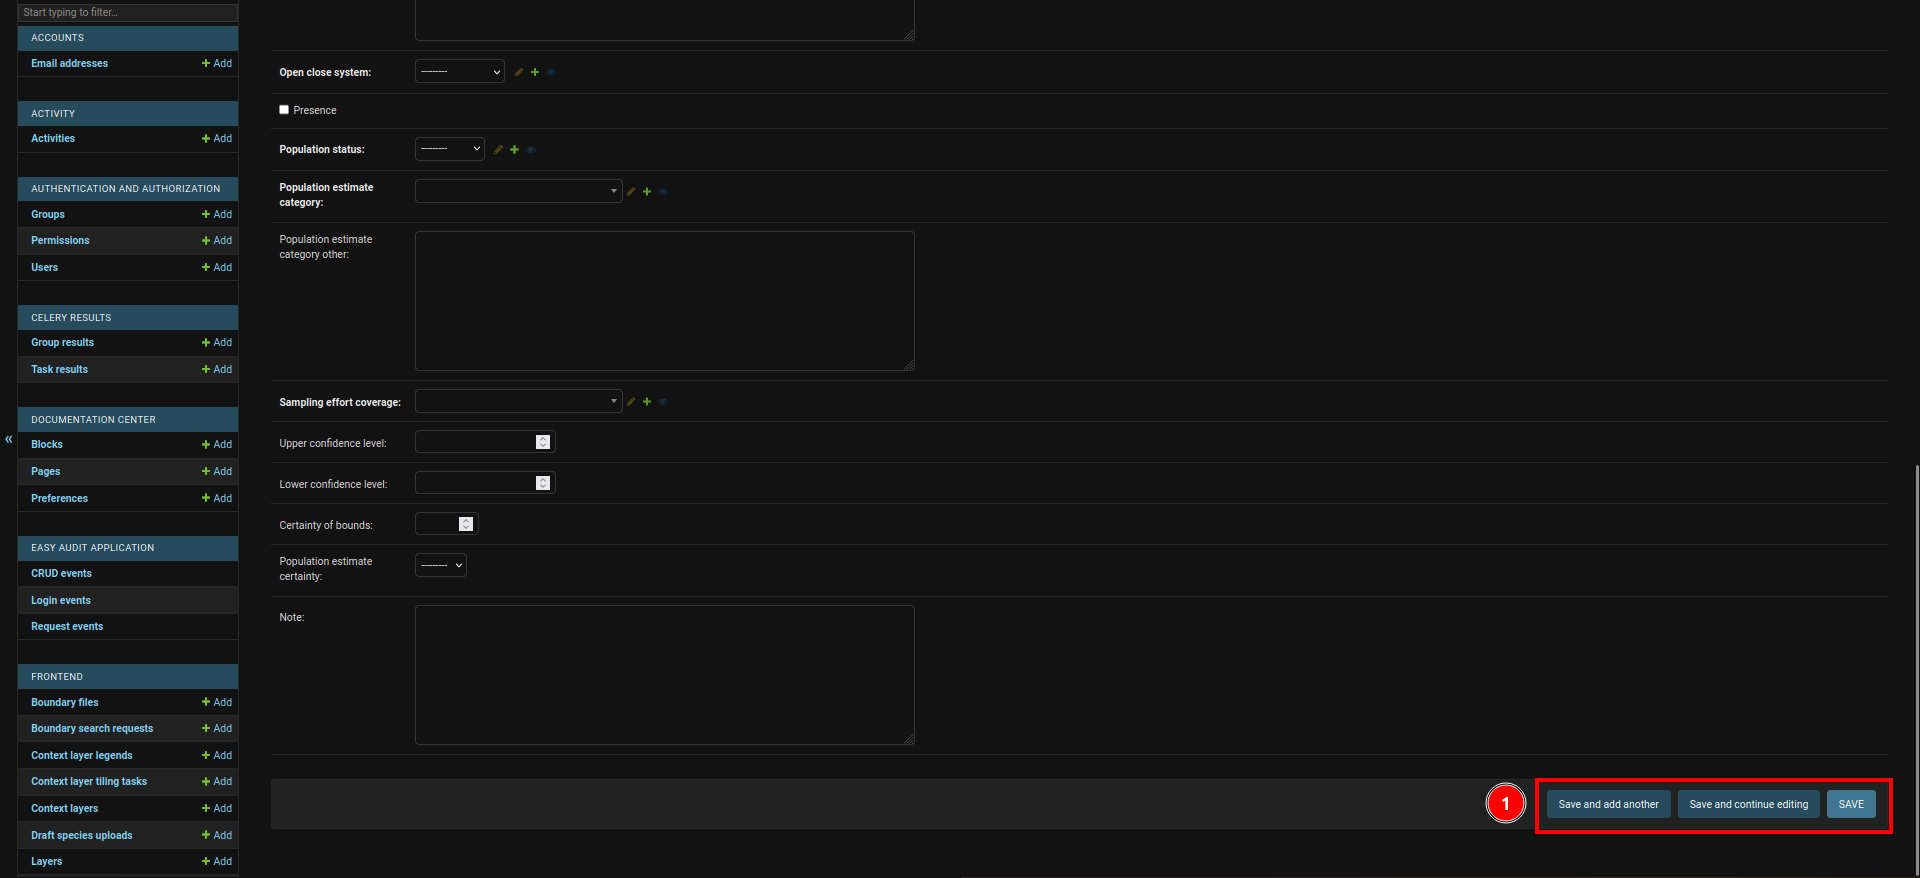 Start typing to filter...
ACCOUNTS
Email addresses + Add
ACTIVITY
Activities + Add
AUTHENTICATION AND AUTHORIZATION
Groups + Add
Permissions + Add
Users + Add
CELERY RESULTS
Group results + Add
Task results + Add
DOCUMENTATION CENTER
Blocks + Add
Pages + Add
Preferences + Add
EASY AUDIT APPLICATION
CRUD events
Login events
Request events
FRONTEND
Boundary files + Add
Boundary search requests + Add
Context layer legends + Add
Context layer tiling tasks + Add
Context layers + Add
Draft species uploads + Add
Layers + Add
«
Open close system: ---------
Presence
Population status: ---------
Population estimate
category:
Population estimate
category other:
Sampling effort coverage:
Upper confidence level:
Lower confidence level:
Certainty of bounds:
Population estimate
certainty: ---------
Note:
1 Save and add another Save and continue editing SAVE